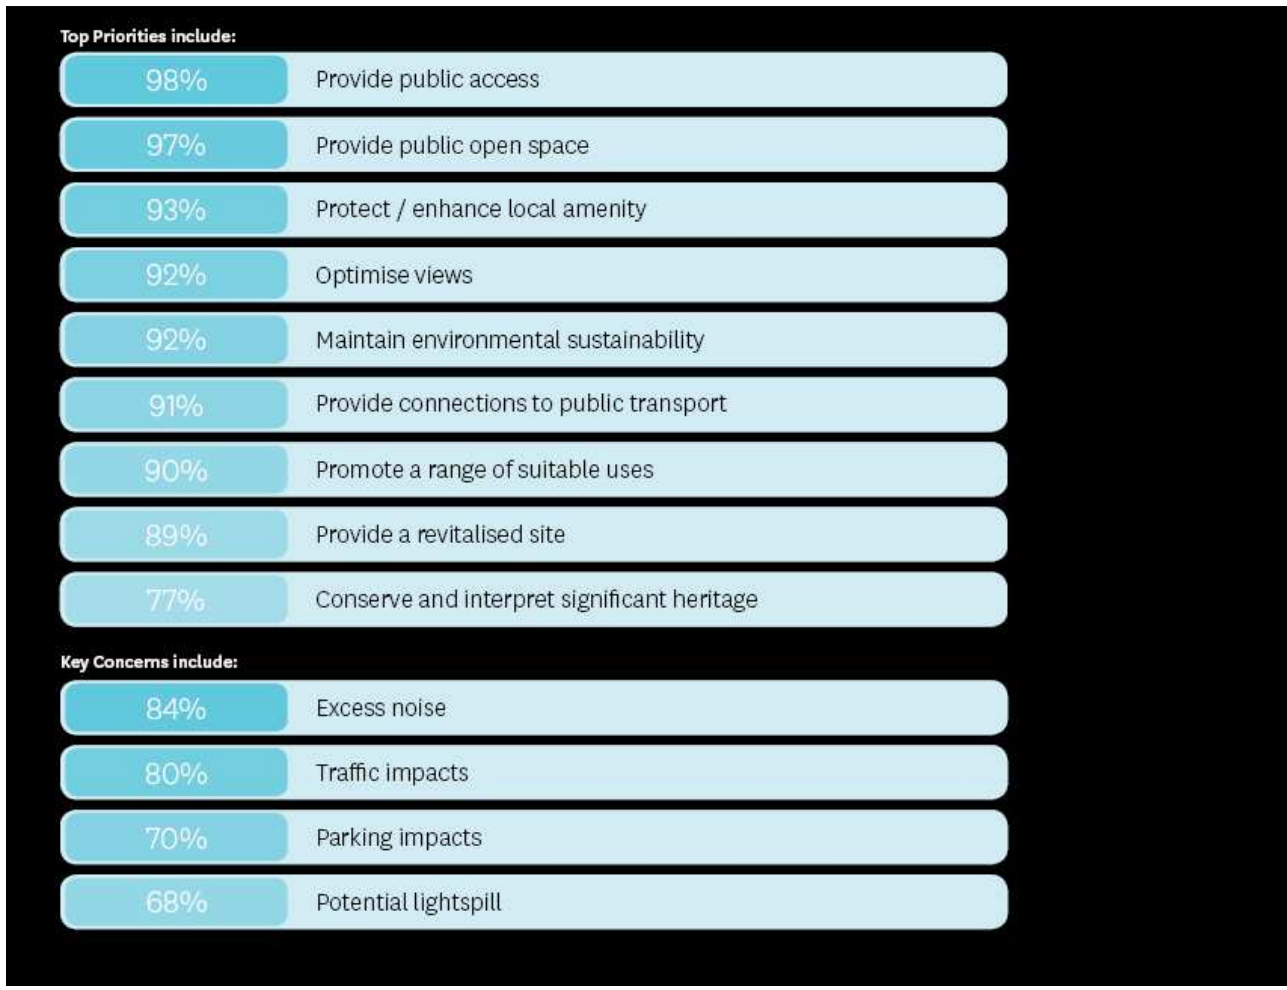 Top Priorities include:
98% Provide public access
97% Provide public open space
93% Protect / enhance local amenity
92% Optimise views
92% Maintain environmental sustainability
91% Provide connections to public transport
90% Promote a range of suitable uses
89% Provide a revitalised site
77% Conserve and interpret significant heritage
Key Concerns include:
84% Excess noise
80% Traffic impacts
70% Parking impacts
68% Potential lightspill